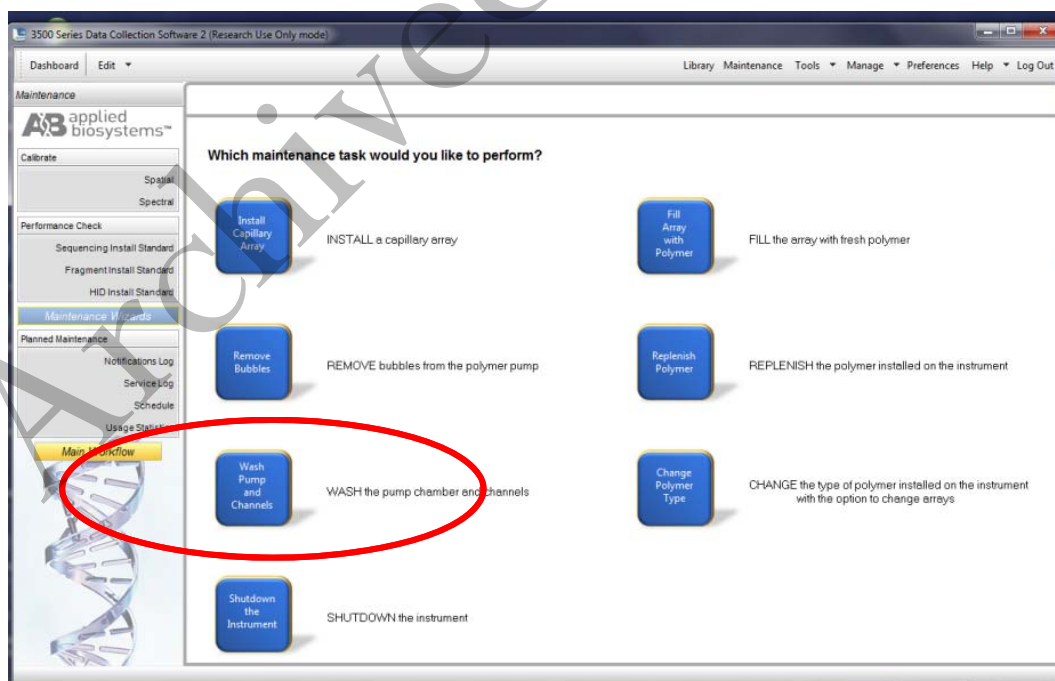 3500 Series Data Collection Software 2 (Research Use Only mode)
Dashboard Edit
Library Maintenance Tools Manage Preferences Help Log Out
Maintenance
AB applied
biosystems™
Calibrate
Spatial
Spectral
Performance Check
Sequencing Install Standard
Fragment Install Standard
HID Install Standard
Maintenance Wizards
Planned Maintenance
Notifications Log
Service Log
Schedule
Usage Statistics
Main Workflow
Which maintenance task would you like to perform?
Install
Capillary
Array
INSTALL a capillary array
Fill
Array
with
Polymer
FILL the array with fresh polymer
Remove
Bubbles
REMOVE bubbles from the polymer pump
Replenish
Polymer
REPLENISH the polymer installed on the instrument
Wash
Pump
and
Channels
WASH the pump chamber and channels
Change
Polymer
Type
CHANGE the type of polymer installed on the instrument
with the option to change arrays
Shutdown
the
Instrument
SHUTDOWN the instrument
Archive